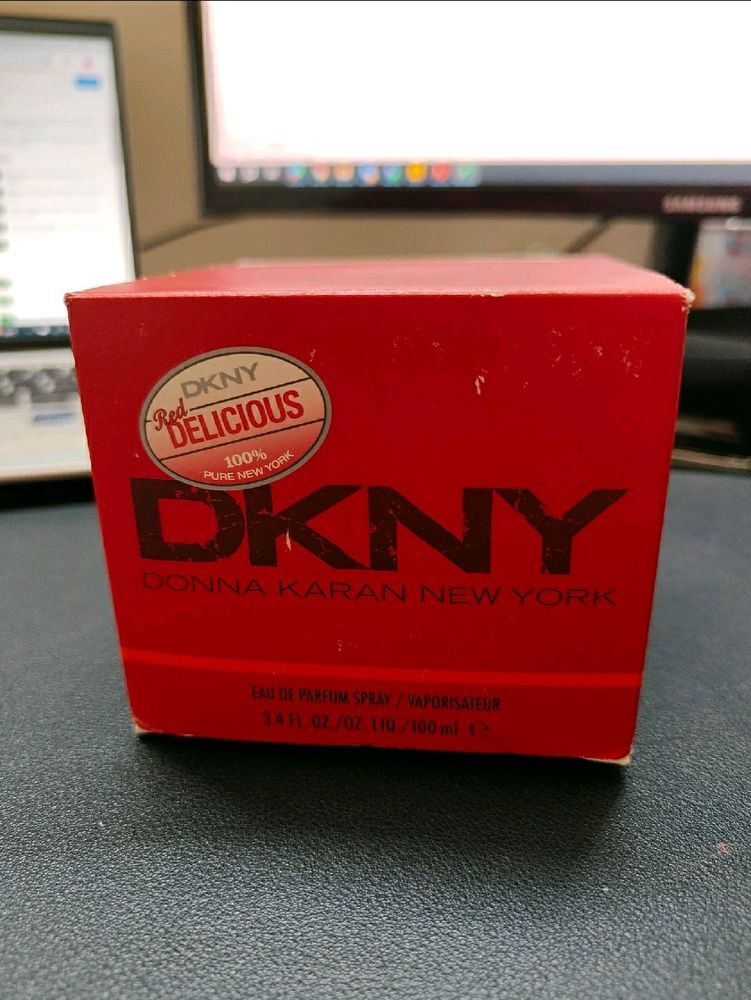 SAMSUNG
DKNY
Red
DELICIOUS
100%
PURE NEW YORK
DKNY
DONNA KARAN NEW YORK
EAU DE PARFUM SPRAY / VAPORISATEUR
3.4 FL. OZ./OZ. LIQ./100 ml ℮